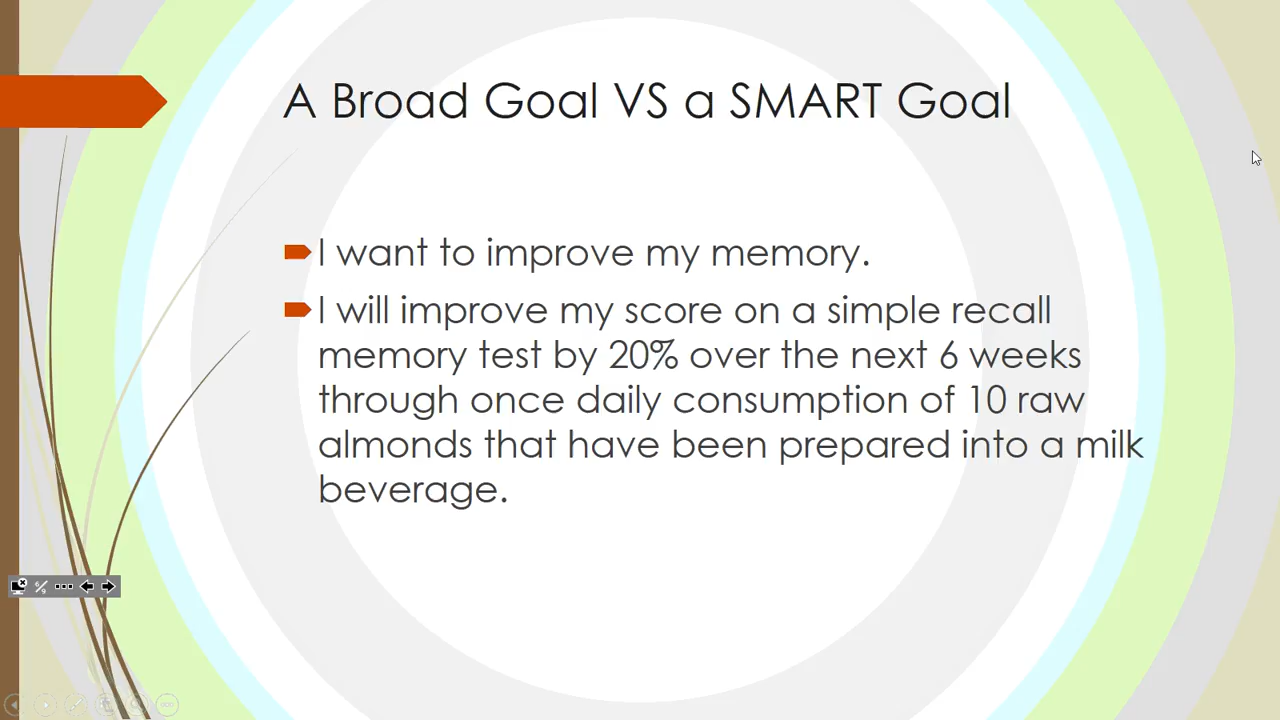 A Broad Goal VS a SMART Goal
I want to improve my memory.
I will improve my score on a simple recall
memory test by 20% over the next 6 weeks
through once daily consumption of 10 raw
almonds that have been prepared into a milk
beverage.
6/9